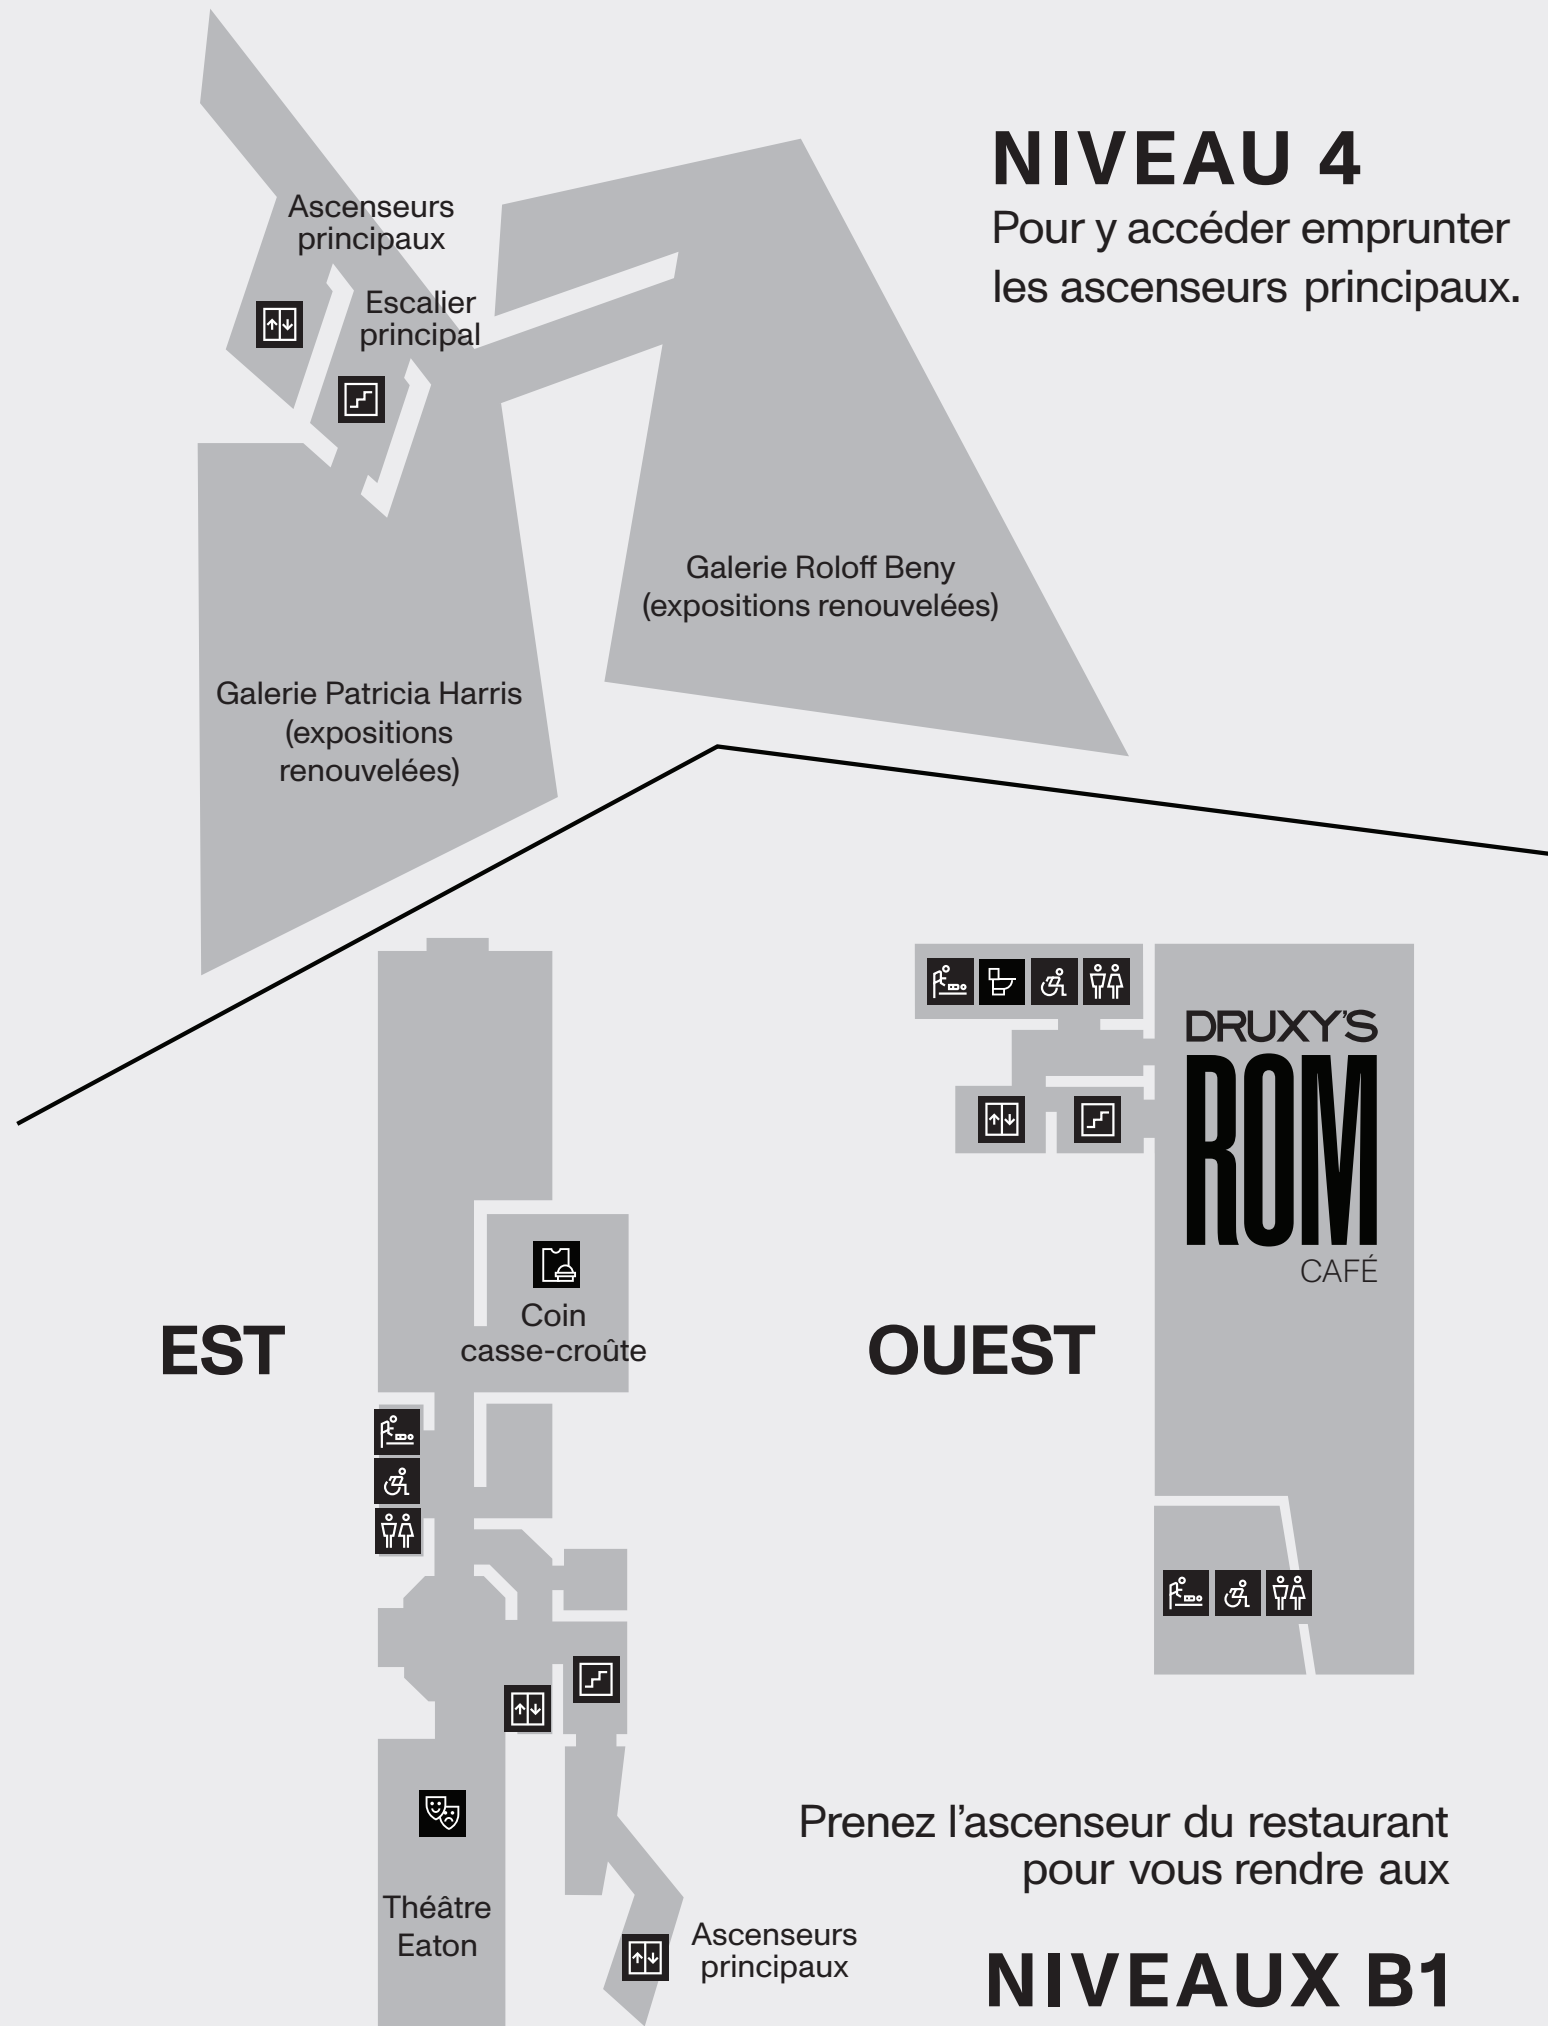 NIVEAU 4
Pour y accéder emprunter
les ascenseurs principaux.
Ascenseurs
principaux
Escalier
principal
Galerie Roloff Beny
(expositions renouvelées)
Galerie Patricia Harris
(expositions
renouvelées)
DRUXY'S
ROM
CAFÉ
Coin
casse-croûte
EST
OUEST
Théâtre
Eaton
Ascenseurs
principaux
Prenez l’ascenseur du restaurant
pour vous rendre aux
NIVEAUX B1